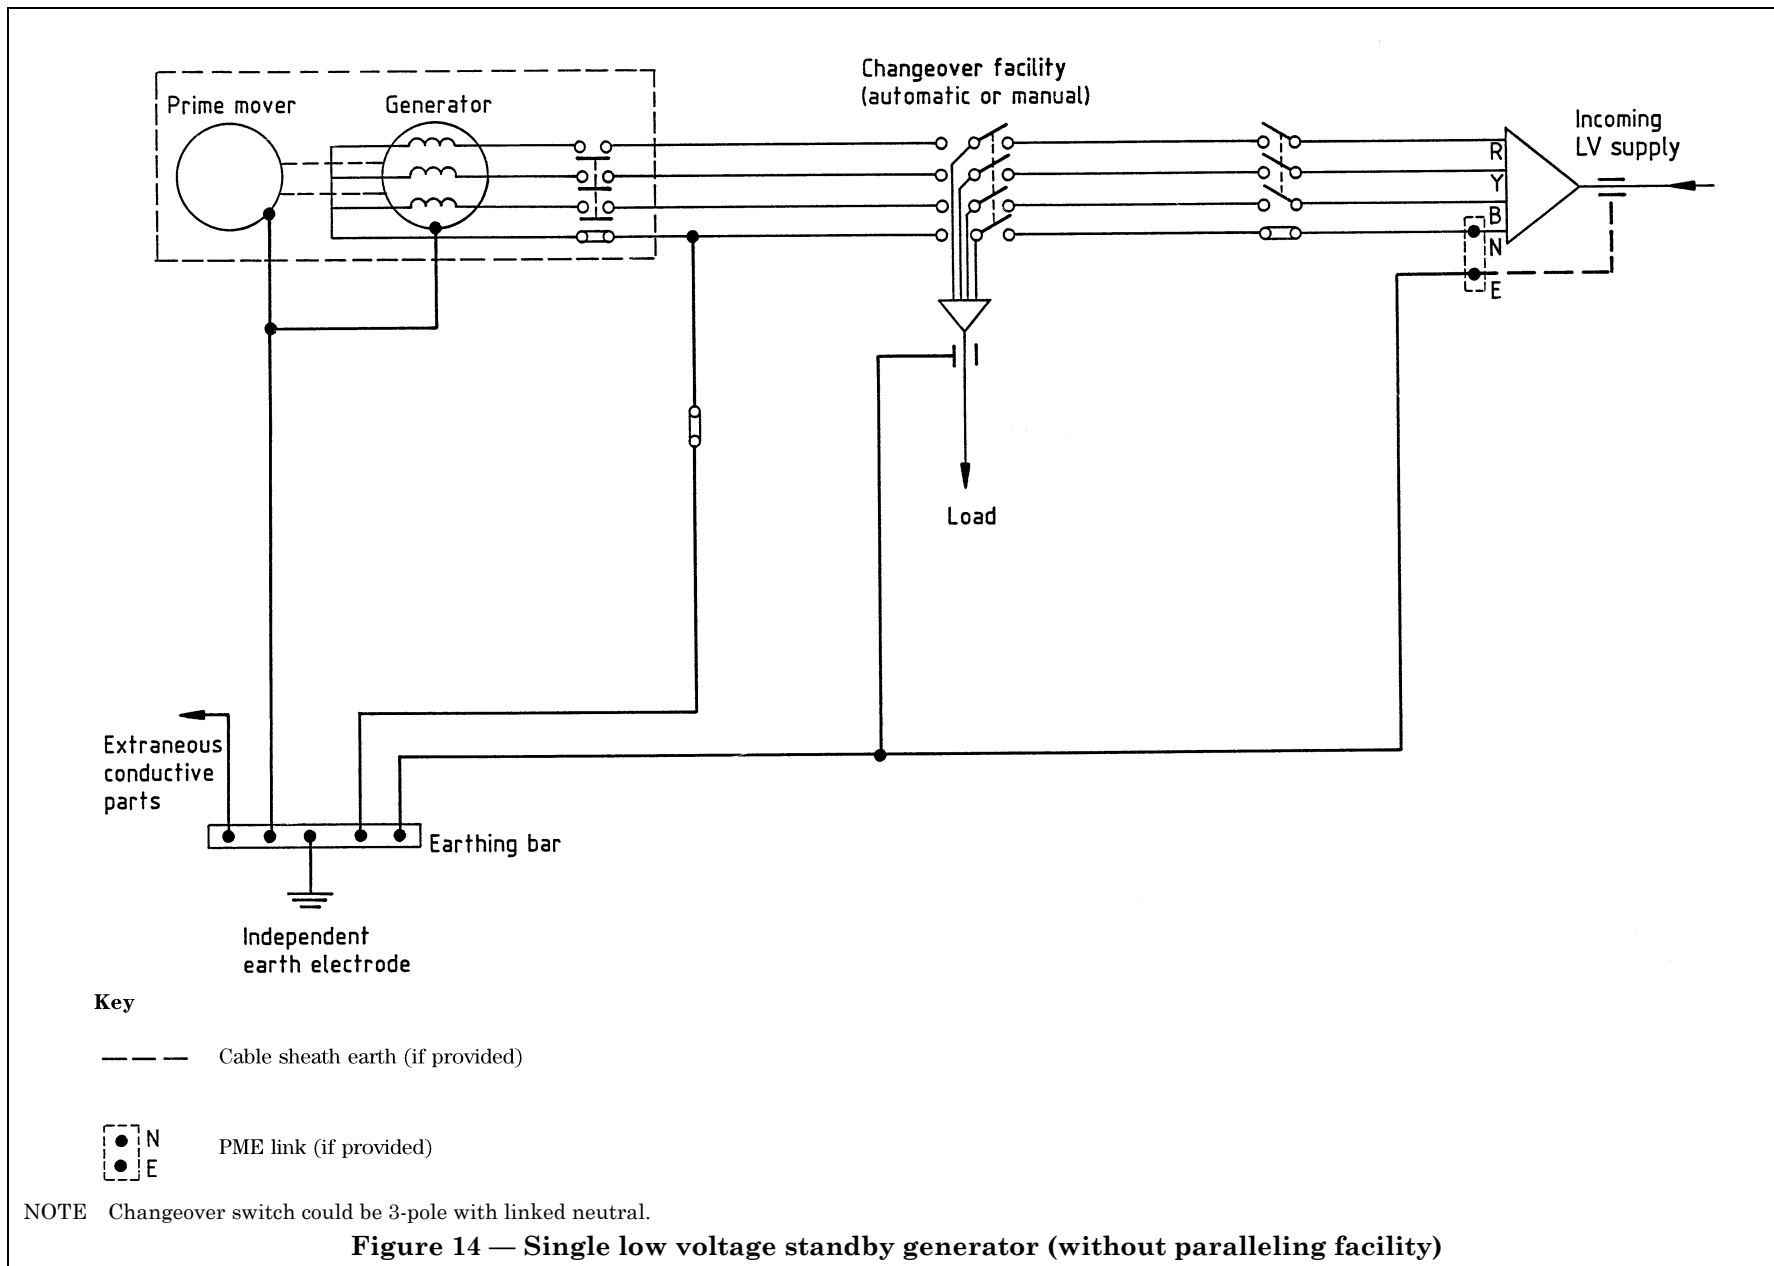 Prime mover
Generator
Changeover facility
(automatic or manual)
Incoming
LV supply
R
Y
B
N
E
Load
Extraneous
conductive
parts
Earthing bar
Independent
earth electrode
Key
Cable sheath earth (if provided)
N
E
PME link (if provided)
NOTE Changeover switch could be 3-pole with linked neutral.
Figure 14 — Single low voltage standby generator (without paralleling facility)